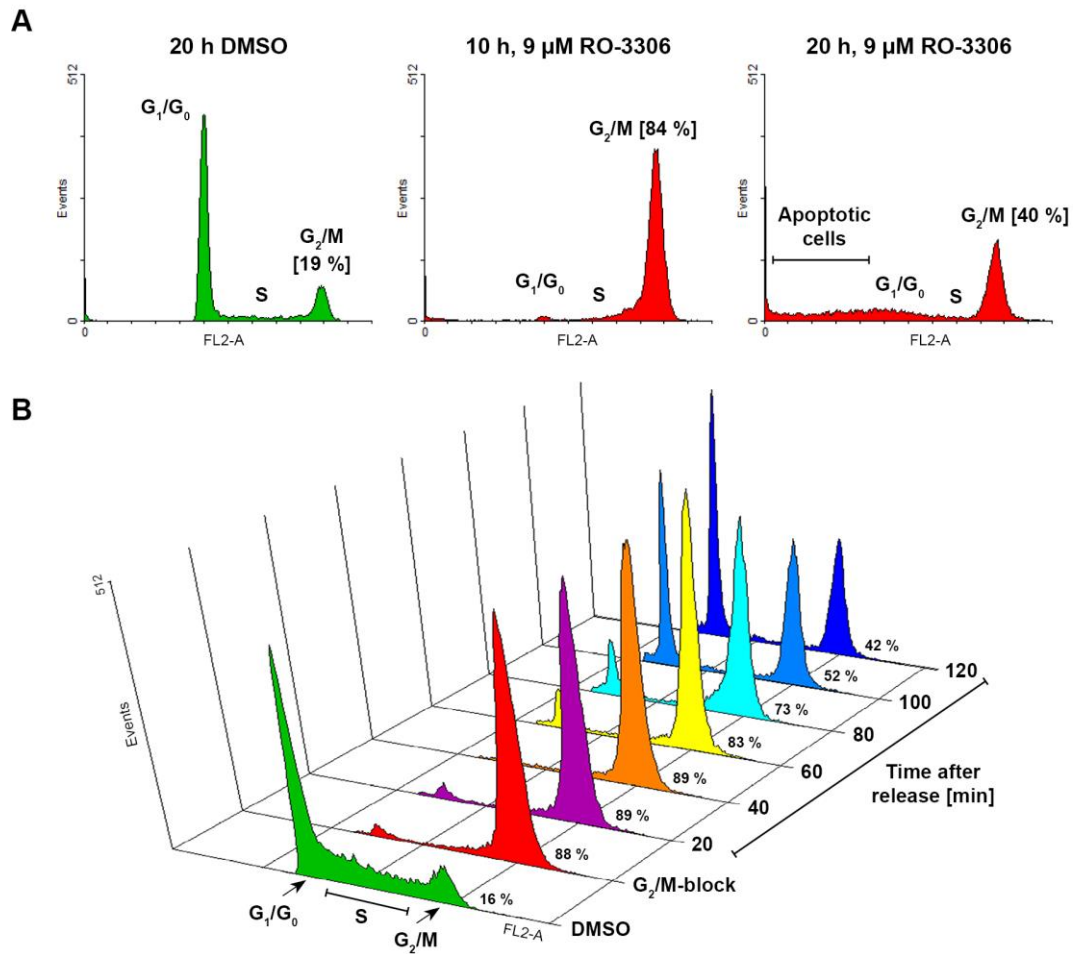 A
20 h DMSO
10 h, 9 µM RO-3306
20 h, 9 µM RO-3306
512
Events
0
FL2-A
G₁/G₀
S
G₂/M
[19 %]
512
Events
0
FL2-A
G₁/G₀
S
G₂/M [84 %]
512
Events
0
FL2-A
Apoptotic
cells
G₁/G₀
S
G₂/M [40 %]
B
512
Events
G₁/G₀
S
G₂/M
FL2-A
16 %
88 %
89 %
89 %
83 %
73 %
52 %
42 %
DMSO
G₂/M-block
20
40
60
80
100
120
Time after
release [min]